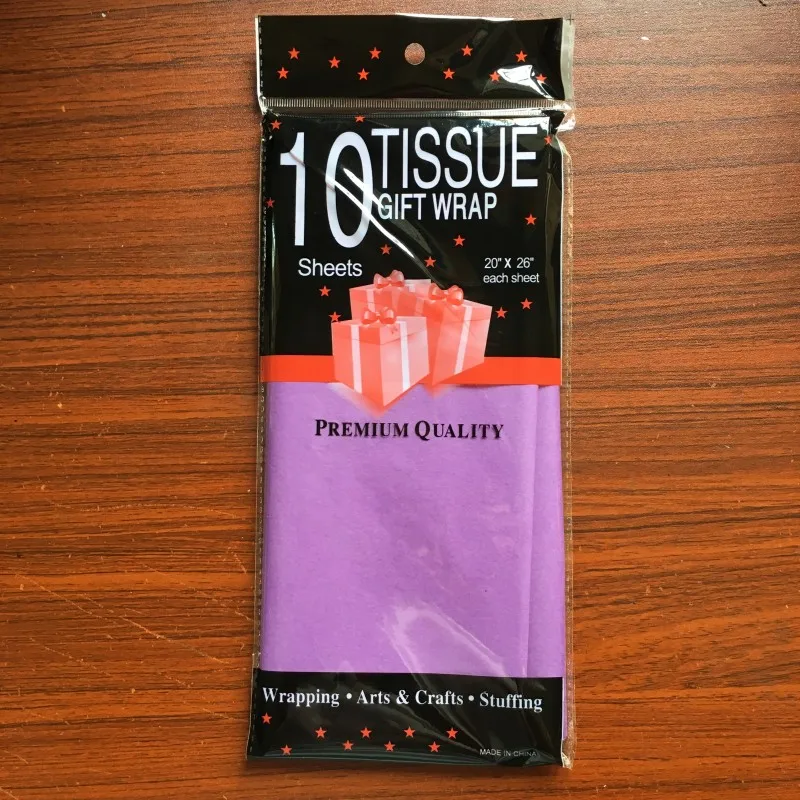 10 TISSUE
GIFT WRAP
Sheets
20" X 26"
each sheet
PREMIUM QUALITY
Wrapping • Arts & Crafts • Stuffing
MADE IN CHINA